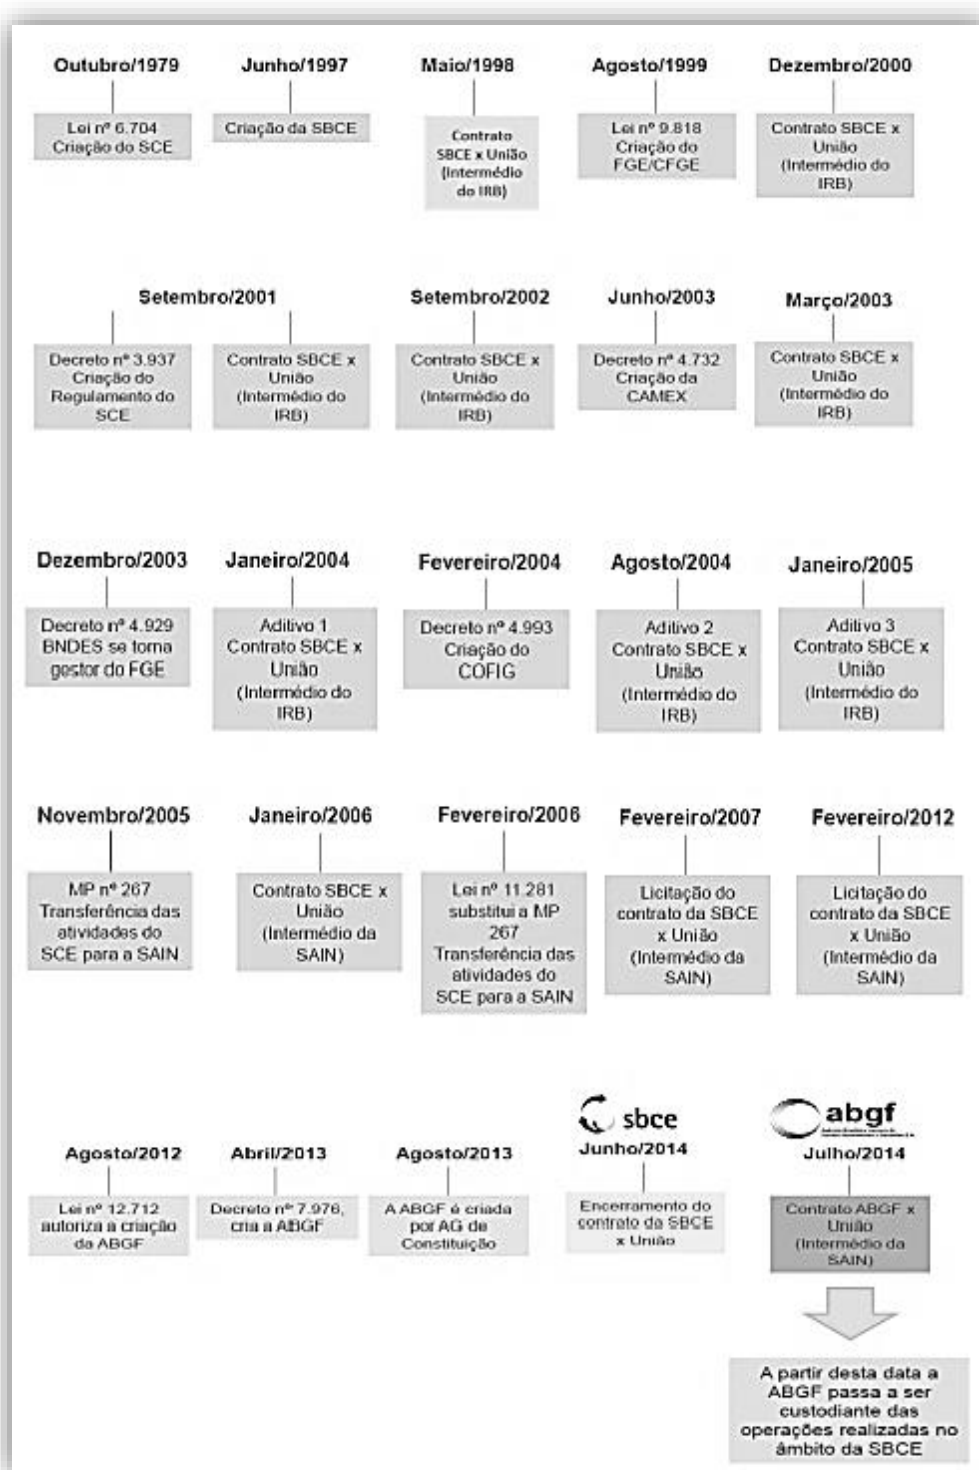 Outubro/1979
Lei nº 6.704
Criação do SCE
Junho/1997
Criação da SBCE
Maio/1998
Contrato
SBCE x União
(Intermédio
do IRB)
Agosto/1999
Lei nº 9.818
Criação do
FGE/CFGE
Dezembro/2000
Contrato SBCE x
União
(Intermédio do
IRB)
Setembro/2001
Decreto nº 3.937
Criação do
Regulamento do
SCE
Contrato SBCE x
União
(Intermédio do
IRB)
Setembro/2002
Contrato SBCE x
União
(Intermédio do
IRB)
Junho/2003
Decreto nº 4.732
Criação da
CAMEX
Março/2003
Contrato SBCE x
União
(Intermédio do
IRB)
Dezembro/2003
Decreto nº 4.929
BNDES se torna
gestor do FGE
Janeiro/2004
Aditivo 1
Contrato SBCE x
União
(Intermédio do
IRB)
Fevereiro/2004
Decreto nº 4.993
Criação do
COFIG
Agosto/2004
Aditivo 2
Contrato SBCE x
União
(Intermédio do
IRB)
Janeiro/2005
Aditivo 3
Contrato SBCE x
União
(Intermédio do
IRB)
Novembro/2005
MP nº 267
Transferência das
atividades do
SCE para a SAIN
Janeiro/2006
Contrato SBCE x
União
(Intermédio da
SAIN)
Fevereiro/2006
Lei nº 11.281
substitui a MP
267
Transferência das
atividades do
SCE para a SAIN
Fevereiro/2007
Licitação do
contrato da SBCE
x União
(Intermédio da
SAIN)
Fevereiro/2012
Licitação do
contrato da SBCE
x União
(Intermédio da
SAIN)
Agosto/2012
Lei nº 12.712
autoriza a criação
da ABGF
Abril/2013
Decreto nº 7.976,
cria a ABGF
Agosto/2013
A ABGF é criada
por AG de
Constituição
sbce
Junho/2014
Encerramento do
contrato da SBCE
x União
abgf
Julho/2014
Contrato ABGF x
União
(Intermédio da
SAIN)
A partir desta data a
ABGF passa a ser
custodiante das
operações realizadas no
âmbito da SBCE